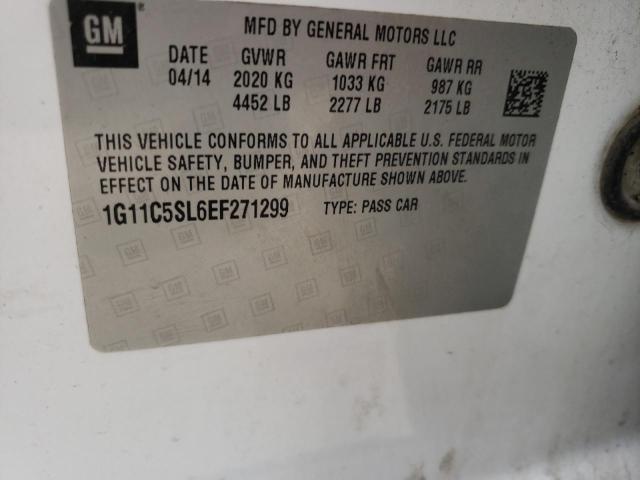 GM
MFD BY GENERAL MOTORS LLC
DATE GVWR GAWR FRT GAWR RR
04/14 2020 KG 1033 KG 987 KG
4452 LB 2277 LB 2175 LB
THIS VEHICLE CONFORMS TO ALL APPLICABLE U.S. FEDERAL MOTOR
VEHICLE SAFETY, BUMPER, AND THEFT PREVENTION STANDARDS IN
EFFECT ON THE DATE OF MANUFACTURE SHOWN ABOVE.
1G11C5SL6EF271299 TYPE: PASS CAR